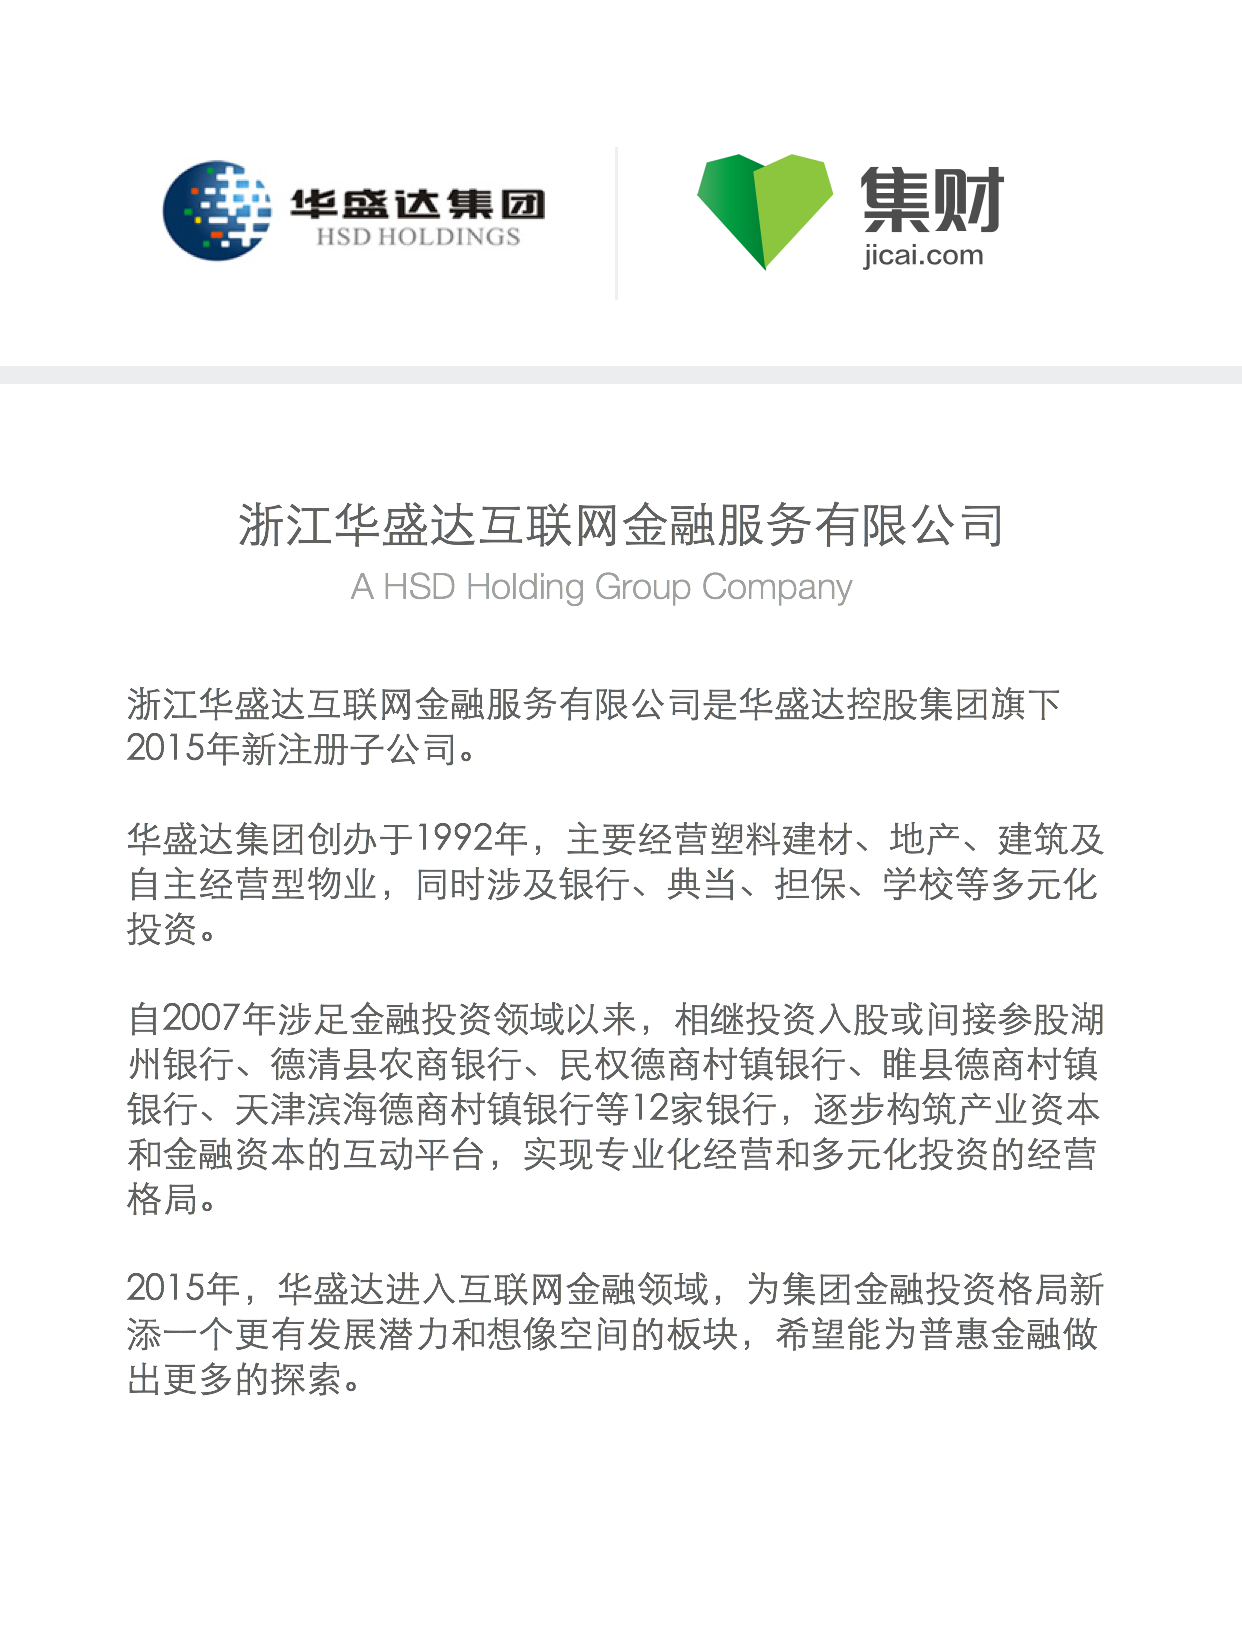 华盛达集团
HSD HOLDINGS
集财
jicai.com
浙江华盛达互联网金融服务有限公司
A HSD Holding Group Company
浙江华盛达互联网金融服务有限公司是华盛达控股集团旗下
2015年新注册子公司。
华盛达集团创办于1992年，主要经营塑料建材、地产、建筑及
自主经营型物业，同时涉及银行、典当、担保、学校等多元化
投资。
自2007年涉足金融投资领域以来，相继投资入股或间接参股湖
州银行、德清县农商银行、民权德商村镇银行、睢县德商村镇
银行、天津滨海德商村镇银行等12家银行，逐步构筑产业资本
和金融资本的互动平台，实现专业化经营和多元化投资的经营
格局。
2015年，华盛达进入互联网金融领域，为集团金融投资格局新
添一个更有发展潜力和想像空间的板块，希望能为普惠金融做
出更多的探索。